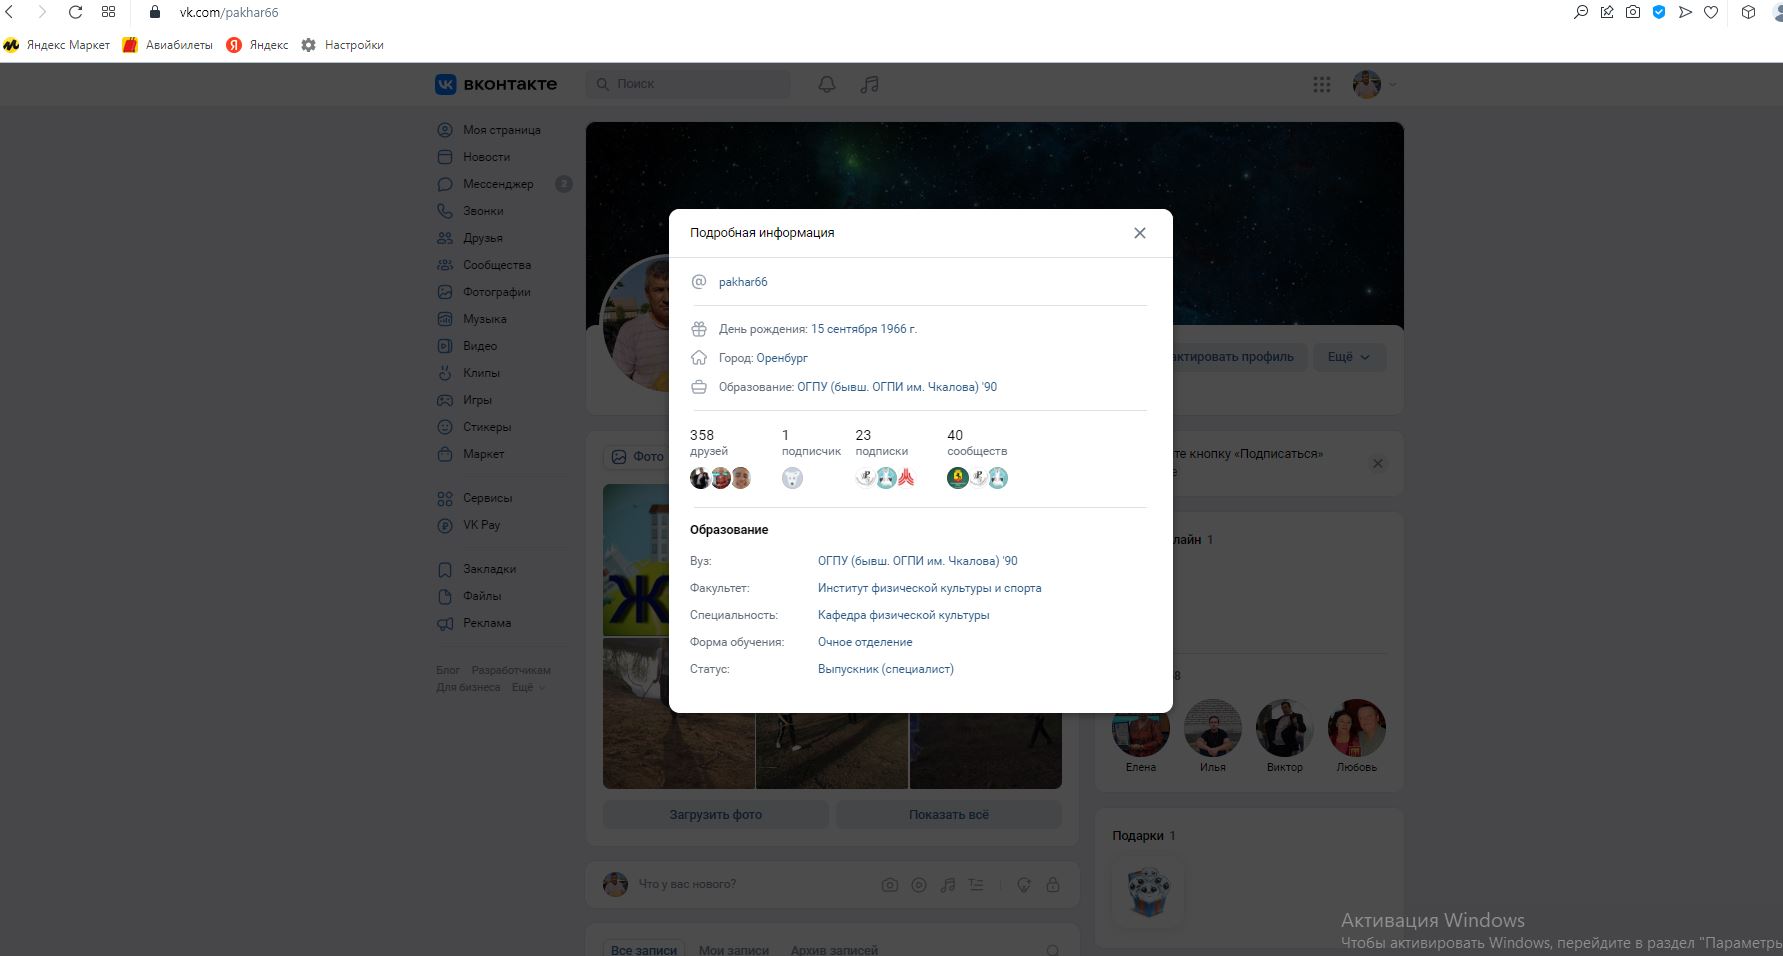 vk.com/pakhar66
Яндекс Маркет Авиабилеты Яндекс Настройки
вконтакте Поиск
Моя страница
Новости
Мессенджер 2
Звонки
Друзья
Сообщества
Фотографии
Музыка
Видео
Клипы
Игры
Стикеры
Маркет
Сервисы
VK Pay
Закладки
Файлы
Реклама
Блог Разработчикам
Для бизнеса Ещё
Подробная информация
pakhar66
День рождения: 15 сентября 1966 г.
Город: Оренбург
Образование: ОГПУ (бывш. ОГПИ им. Чкалова) '90
358 1 23 40
друзей подписчик подписки сообществ
Образование
Вуз: ОГПУ (бывш. ОГПИ им. Чкалова) '90
Факультет: Институт физической культуры и спорта
Специальность: Кафедра физической культуры
Форма обучения: Очное отделение
Статус: Выпускник (специалист)
актировать профиль Ещё
Фото
Ж
Загрузить фото Показать всё
Что у вас нового?
Все записи Мои записи Архив записей
те кнопку «Подписаться»
е
лайн 1
8
Елена Илья Виктор Любовь
Подарки 1
Активация Windows
Чтобы активировать Windows, перейдите в раздел "Параметры